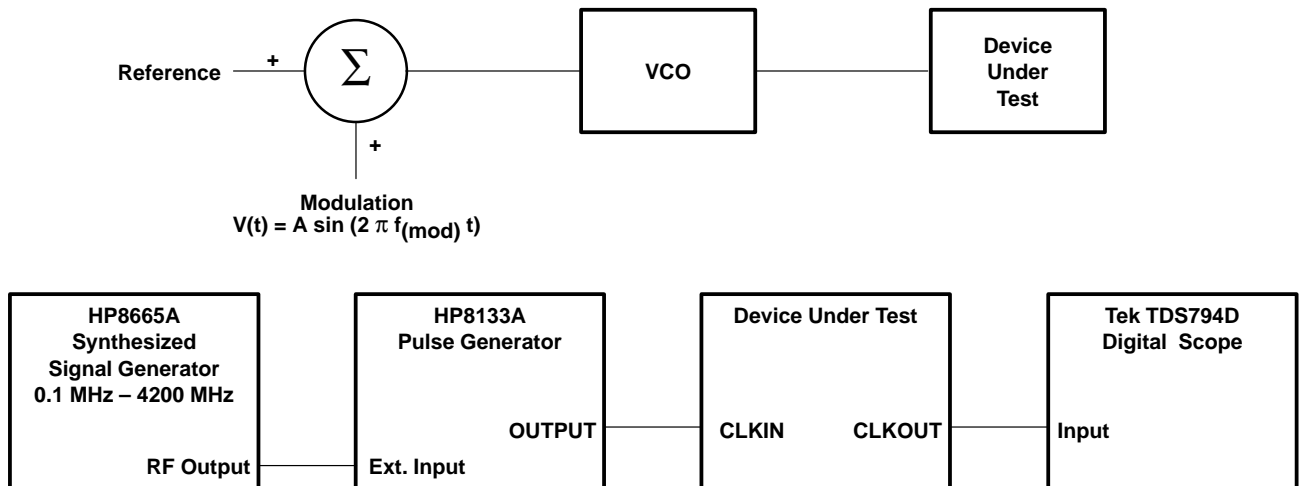 Reference
+
Σ
+
VCO
Device
Under
Test
Modulation
V(t) = A sin (2 π f(mod) t)
HP8665A
Synthesized
Signal Generator
0.1 MHz – 4200 MHz
RF Output
HP8133A
Pulse Generator
OUTPUT
Ext. Input
Device Under Test
CLKIN
CLKOUT
Tek TDS794D
Digital Scope
Input